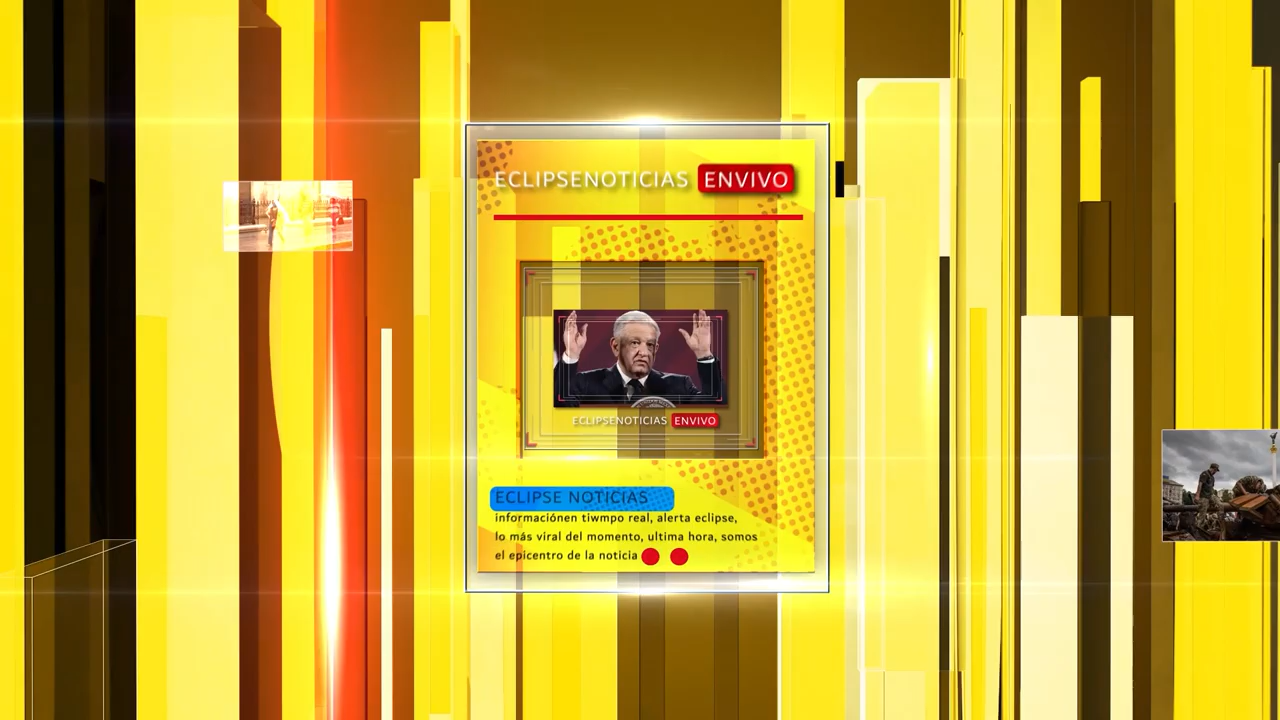 ECLIPSENOTICIAS ENVIVO
ECLIPSENOTICIAS ENVIVO
ECLIPSE NOTICIAS
informaciónen tiwmpo real, alerta eclipse,
lo más viral del momento, ultima hora, somos
el epicentro de la noticia